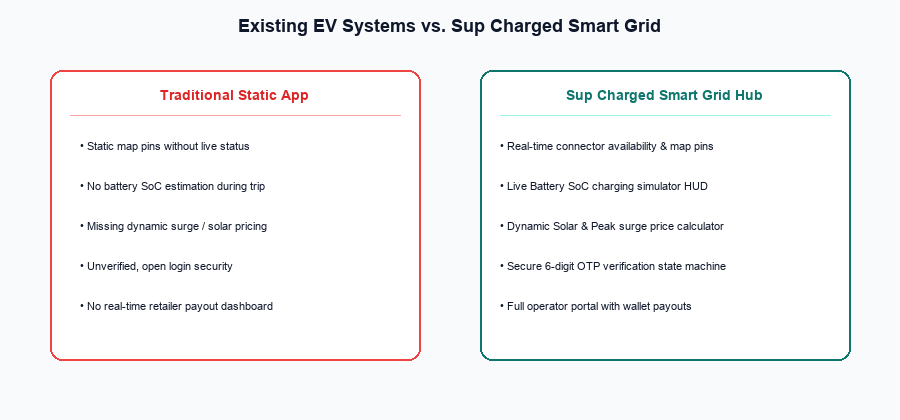 Existing EV Systems vs. Sup Charged Smart Grid
Traditional Static App
• Static map pins without live status
• No battery SoC estimation during trip
• Missing dynamic surge / solar pricing
• Unverified, open login security
• No real-time retailer payout dashboard
Sup Charged Smart Grid Hub
• Real-time connector availability & map pins
• Live Battery SoC charging simulator HUD
• Dynamic Solar & Peak surge price calculator
• Secure 6-digit OTP verification state machine
• Full operator portal with wallet payouts